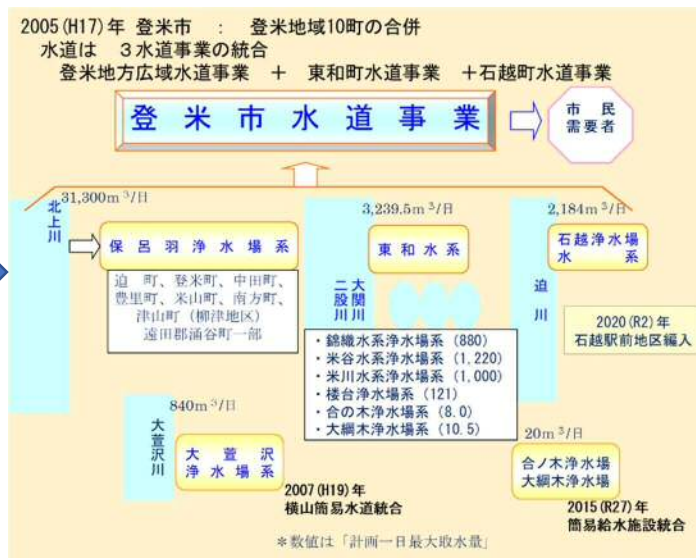 2005(H17)年 登米市 ： 登米地域10町の合併
水道は ３水道事業の統合
登米地方広域水道事業 ＋ 東和町水道事業 ＋石越町水道事業
登米市水道事業
市民
需要者
31,300m³/日
北上川
保呂羽浄水場系
迫町、登米町、中田町、
豊里町、米山町、南方町、
津山町（柳津地区）
遠田郡涌谷町一部
3,239.5m³/日
東和水系
大関川
二股川
・錦織水系浄水場系（880）
・米谷水系浄水場系（1,220）
・米川水系浄水場系（1,000）
・楼台浄水場系（121）
・合の木浄水場系（8.0）
・大綱木浄水場系（10.5）
2,184m³/日
石越浄水場
水系
迫川
2020(R2)年
石越駅前地区編入
840m³/日
大萱沢川
大萱沢
浄水場系
2007(H19)年
横山簡易水道統合
20m³/日
合ノ木浄水場
大綱木浄水場
2015(R27)年
簡易給水施設統合
＊数値は「計画一日最大取水量」